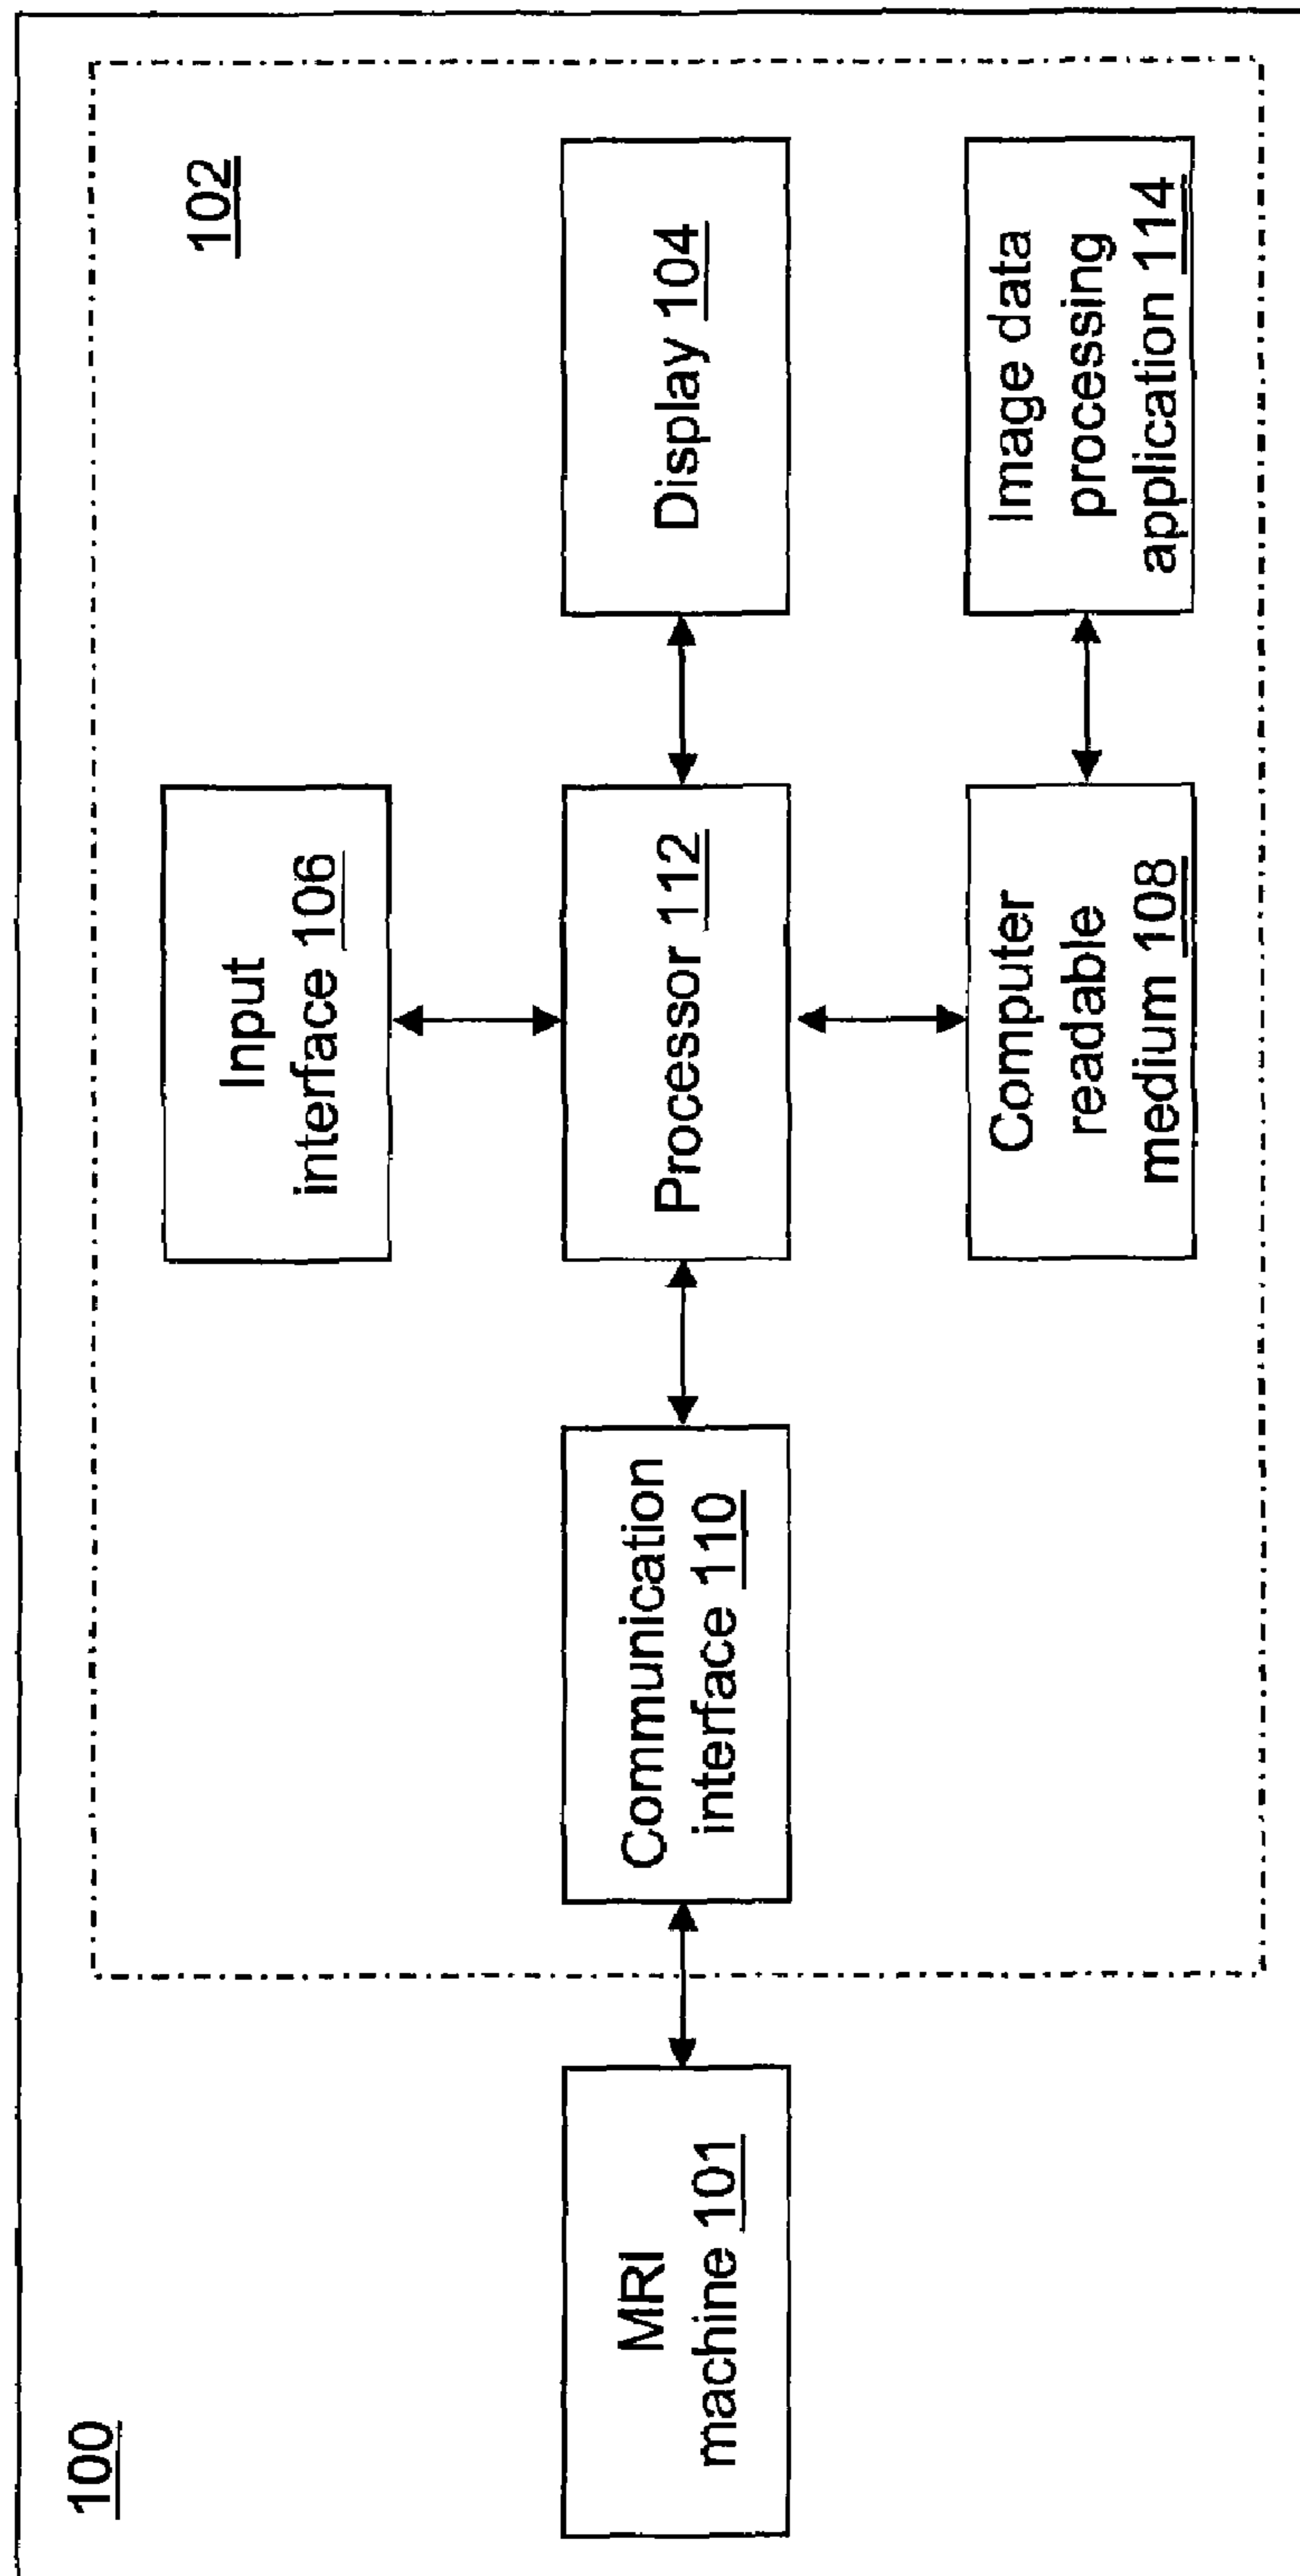 100
102
Input
interface 106
MRI
machine 101
Communication
interface 110
Processor 112
Display 104
Computer
readable
medium 108
Image data
processing
application 114